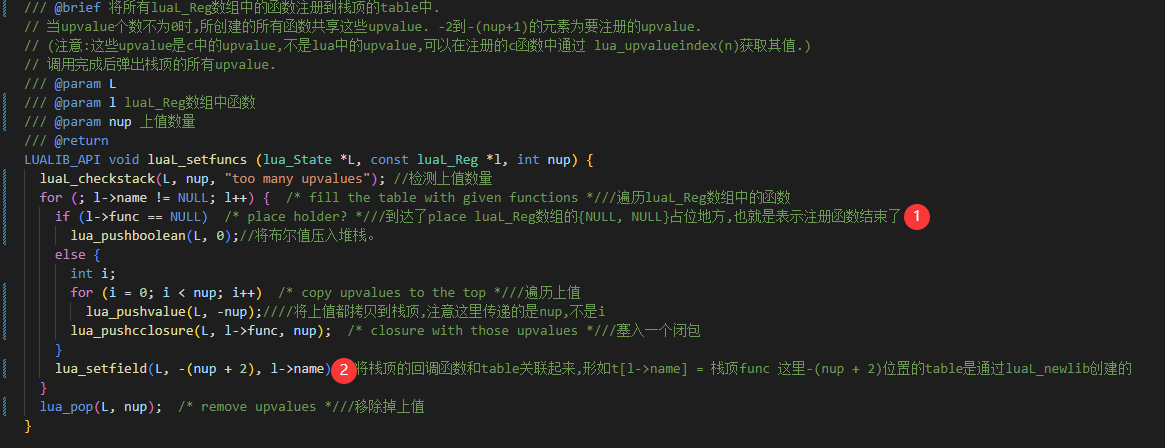 /// @brief 将所有luaL_Reg数组中的函数注册到栈顶的table中.
// 当upvalue个数不为0时,所创建的所有函数共享这些upvalue. -2到-(nup+1)的元素为要注册的upvalue.
// (注意:这些upvalue是c中的upvalue,不是lua中的upvalue,可以在注册的c函数中通过 lua_upvalueindex(n)获取其值.)
// 调用完成后弹出栈顶的所有upvalue.
/// @param L
/// @param l luaL_Reg数组中函数
/// @param nup 上值数量
/// @return
LUALIB_API void luaL_setfuncs (lua_State *L, const luaL_Reg *l, int nup) {
  luaL_checkstack(L, nup, "too many upvalues"); //检测上值数量
  for (; l->name != NULL; l++) {  /* fill the table with given functions *///遍历luaL_Reg数组中的函数
    if (l->func == NULL)  /* place holder? *///到达了place luaL_Reg数组的{NULL, NULL}占位地方,也就是表示注册函数结束了 1
      lua_pushboolean(L, 0);//将布尔值压入堆栈。
    else {
      int i;
      for (i = 0; i < nup; i++)  /* copy upvalues to the top *///遍历上值
        lua_pushvalue(L, -nup);////将上值都拷贝到栈顶,注意这里传递的是nup,不是i
      lua_pushcclosure(L, l->func, nup);  /* closure with those upvalues *///塞入一个闭包
    }
    lua_setfield(L, -(nup + 2), l->name) 2 将栈顶的回调函数和table关联起来,形如t[l->name] = 栈顶func 这里-(nup + 2)位置的table是通过luaL_newlib创建的
  }
  lua_pop(L, nup);  /* remove upvalues *///移除掉上值
}